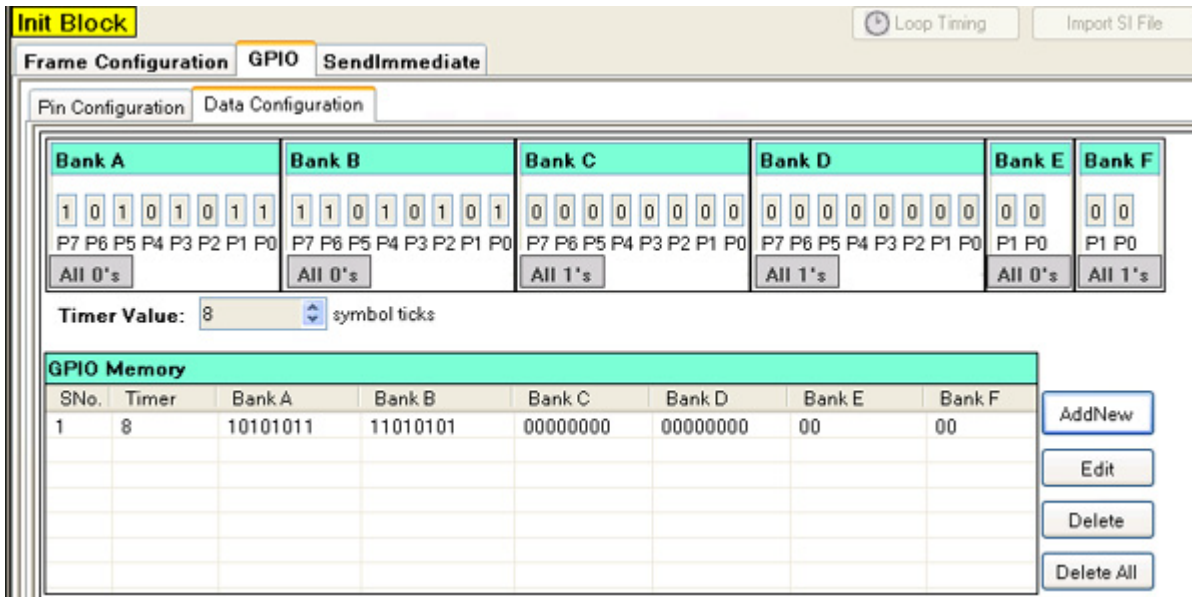 Init Block Loop Timing Import SI File
Frame Configuration GPIO SendImmediate
Pin Configuration Data Configuration
Bank A Bank B Bank C Bank D Bank E Bank F
1 0 1 0 1 0 1 1 1 1 0 1 0 1 0 1 0 0 0 0 0 0 0 0 0 0 0 0 0 0 0 0 0 0 0 0
P7 P6 P5 P4 P3 P2 P1 P0 P7 P6 P5 P4 P3 P2 P1 P0 P7 P6 P5 P4 P3 P2 P1 P0 P7 P6 P5 P4 P3 P2 P1 P0 P1 P0 P1 P0
All 0's All 0's All 1's All 1's All 0's All 1's
Timer Value: 8 symbol ticks
GPIO Memory
SNo. Timer Bank A Bank B Bank C Bank D Bank E Bank F
1 8 10101011 11010101 00000000 00000000 00 00
AddNew
Edit
Delete
Delete All